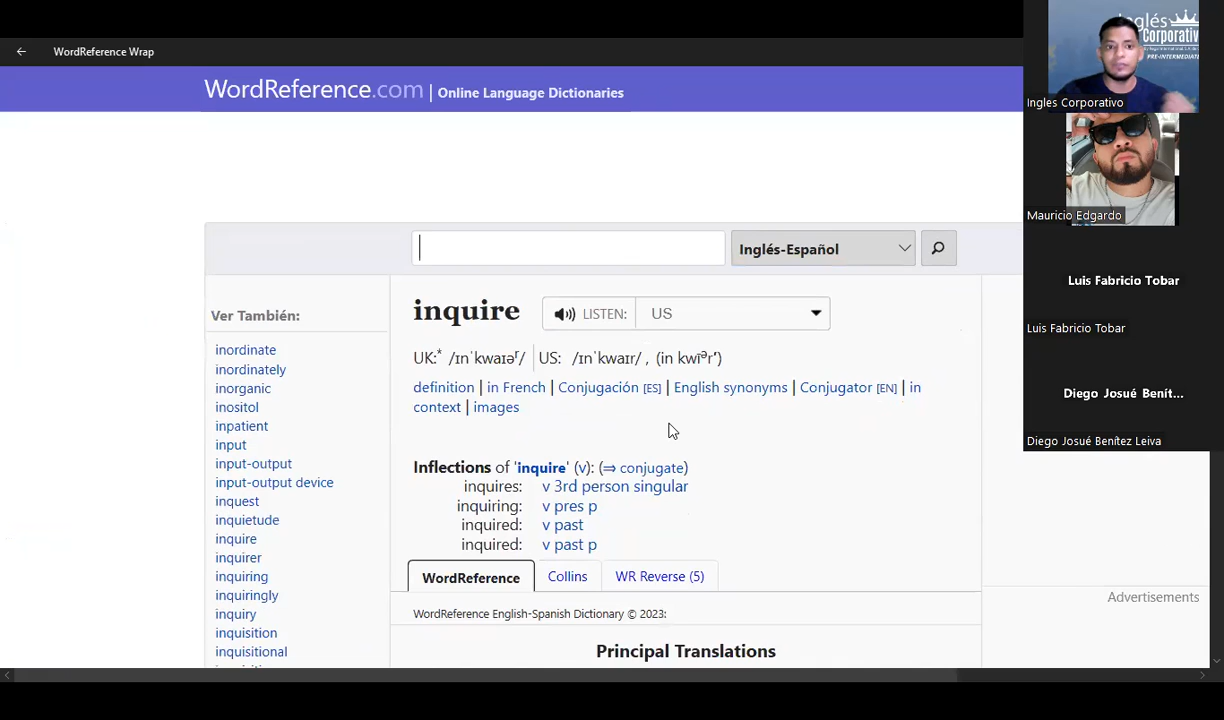 WordReference Wrap
WordReference.com | Online Language Dictionaries
Inglés-Español
Ver También:
inordinate
inordinately
inorganic
inositol
inpatient
input
input-output
input-output device
inquest
inquietude
inquire
inquirer
inquiring
inquiringly
inquiry
inquisition
inquisitional
inquire
LISTEN:
US
UK:* /ɪnˈkwaɪəʳ/ US: /ɪnˈkwaɪr/ , (in kwīᵊrʹ)
definition | in French | Conjugación [ES] | English synonyms | Conjugator [EN] | in
context | images
Inflections of 'inquire' (v): (⇒ conjugate)
inquires: v 3rd person singular
inquiring: v pres p
inquired: v past
inquired: v past p
WordReference
Collins
WR Reverse (5)
WordReference English-Spanish Dictionary © 2023:
Principal Translations
Advertisements
Inglés
Corporativo
PRE-INTERMEDIATE
Ingles Corporativo
Mauricio Edgardo
Luis Fabricio Tobar
Luis Fabricio Tobar
Diego Josué Benít...
Diego Josué Benítez Leiva